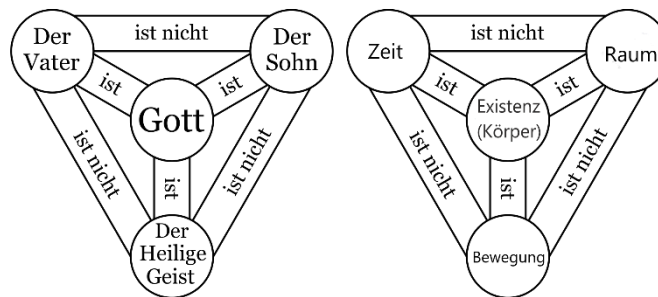 Der
Vater
ist nicht
Der
Sohn
ist
ist
Gott
ist nicht
ist nicht
ist
Der
Heilige
Geist
Zeit
ist nicht
Raum
ist
ist
Existenz
(Körper)
ist nicht
ist nicht
ist
Bewegung